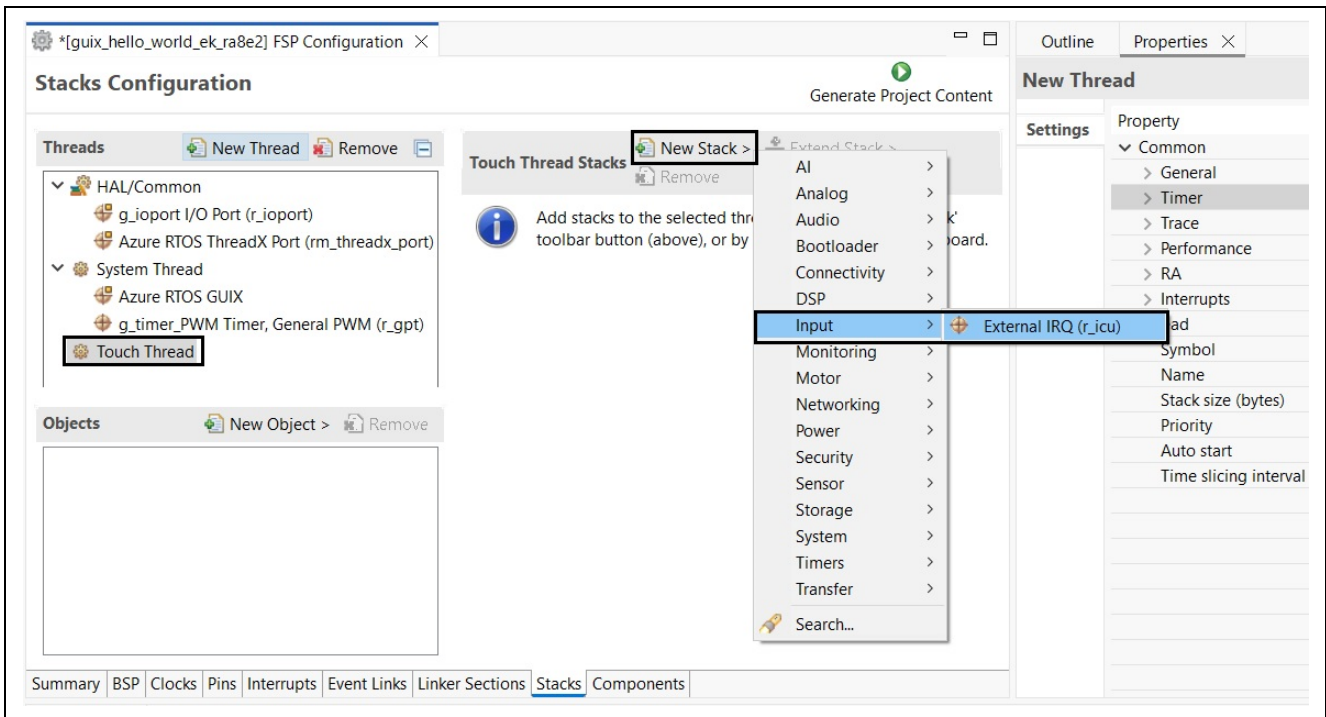 *[guix_hello_world_ek_ra8e2] FSP Configuration
Stacks Configuration
Generate Project Content
Threads
New Thread
Remove
HAL/Common
g_ioport I/O Port (r_ioport)
Azure RTOS ThreadX Port (rm_threadx_port)
System Thread
Azure RTOS GUIX
g_timer_PWM Timer, General PWM (r_gpt)
Touch Thread
Objects
New Object >
Remove
Touch Thread Stacks
New Stack >
Extend Stack >
Remove
Add stacks to the selected thre
k'
toolbar button (above), or by
board.
AI
Analog
Audio
Bootloader
Connectivity
DSP
Input
Monitoring
Motor
Networking
Power
Security
Sensor
Storage
System
Timers
Transfer
Search...
External IRQ (r_icu)
Summary BSP Clocks Pins Interrupts Event Links Linker Sections Stacks Components
Outline
Properties
New Thread
Settings
Property
Common
General
Timer
Trace
Performance
RA
Interrupts
ad
Symbol
Name
Stack size (bytes)
Priority
Auto start
Time slicing interval